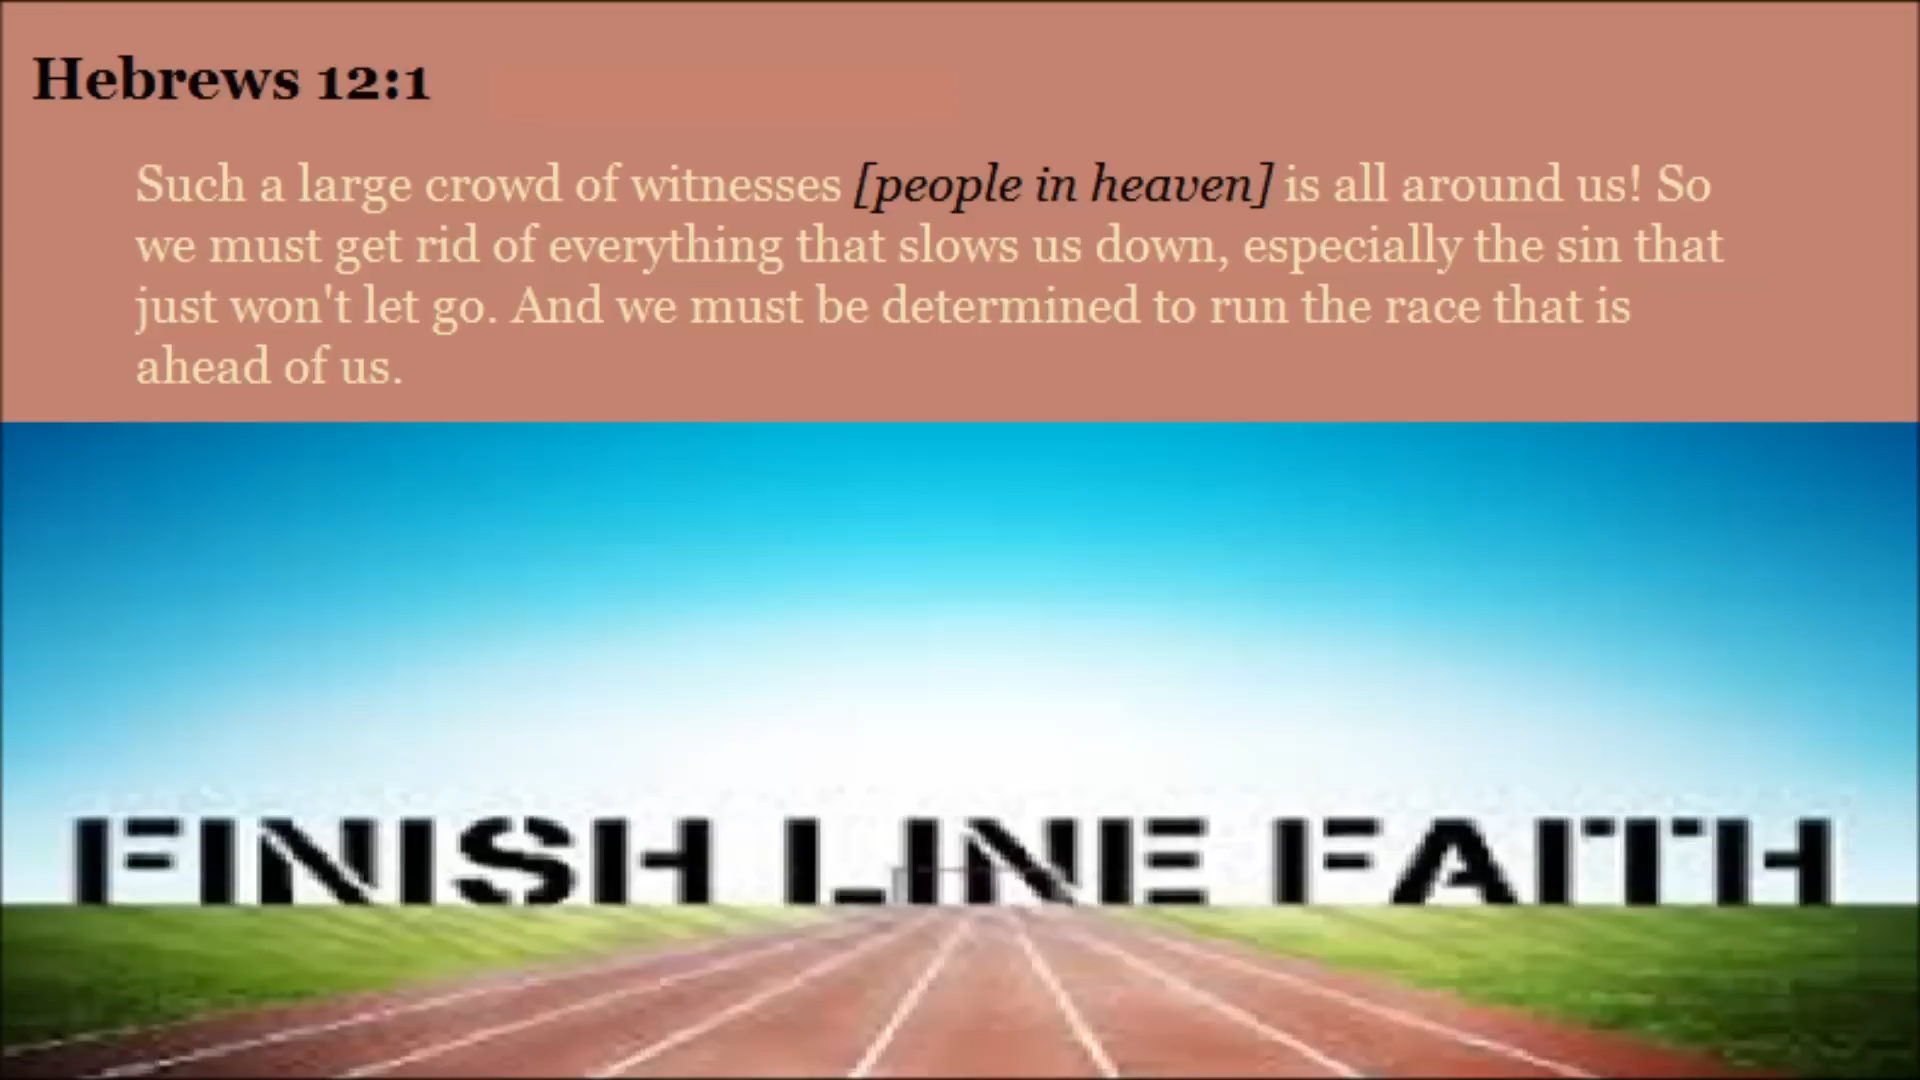 Hebrews 12:1
Such a large crowd of witnesses [people in heaven] is all around us! So
we must get rid of everything that slows us down, especially the sin that
just won't let go. And we must be determined to run the race that is
ahead of us.
FINISH LINE FAITH